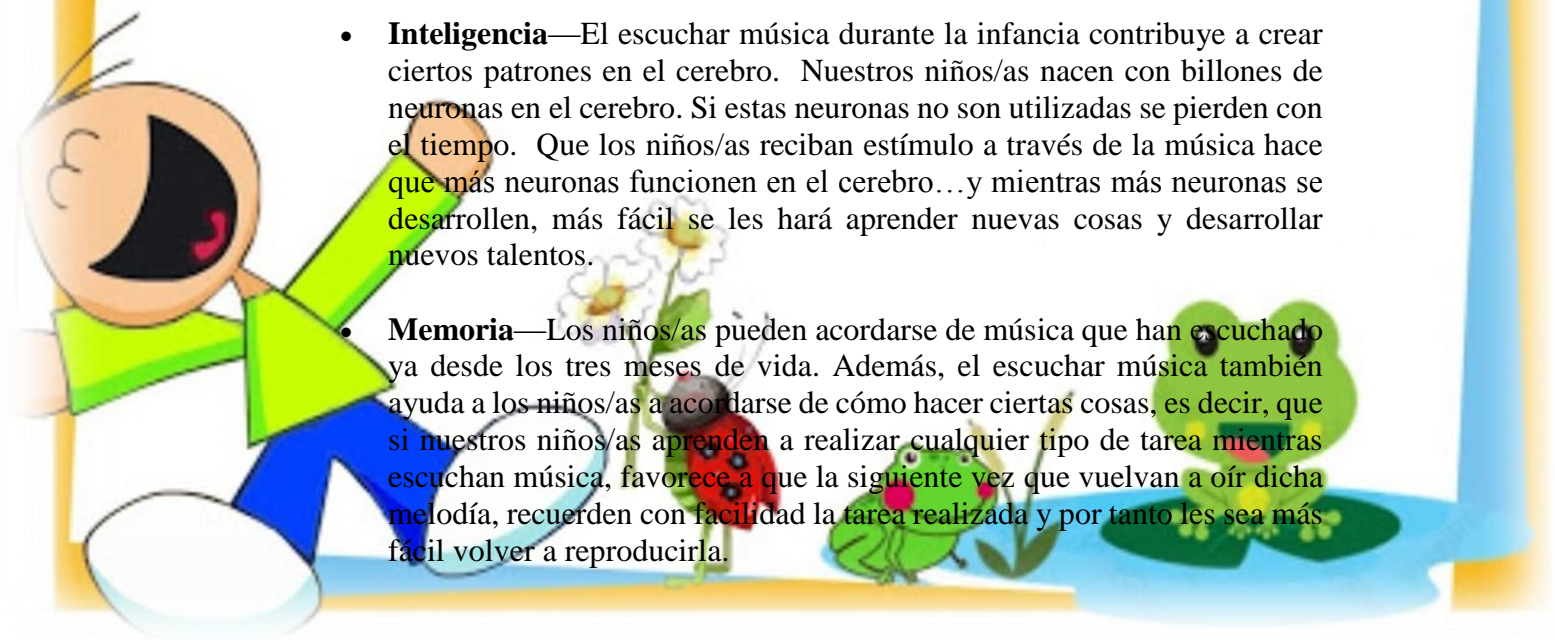 • Inteligencia—El escuchar música durante la infancia contribuye a crear
ciertos patrones en el cerebro. Nuestros niños/as nacen con billones de
neuronas en el cerebro. Si estas neuronas no son utilizadas se pierden con
el tiempo. Que los niños/as reciban estímulo a través de la música hace
que más neuronas funcionen en el cerebro…y mientras más neuronas se
desarrollen, más fácil se les hará aprender nuevas cosas y desarrollar
nuevos talentos.
• Memoria—Los niños/as pueden acordarse de música que han escuchado
ya desde los tres meses de vida. Además, el escuchar música también
ayuda a los niños/as a acordarse de cómo hacer ciertas cosas, es decir, que
si nuestros niños/as aprenden a realizar cualquier tipo de tarea mientras
escuchan música, favorece a que la siguiente vez que vuelvan a oír dicha
melodía, recuerden con facilidad la tarea realizada y por tanto les sea más
fácil volver a reproducirla.